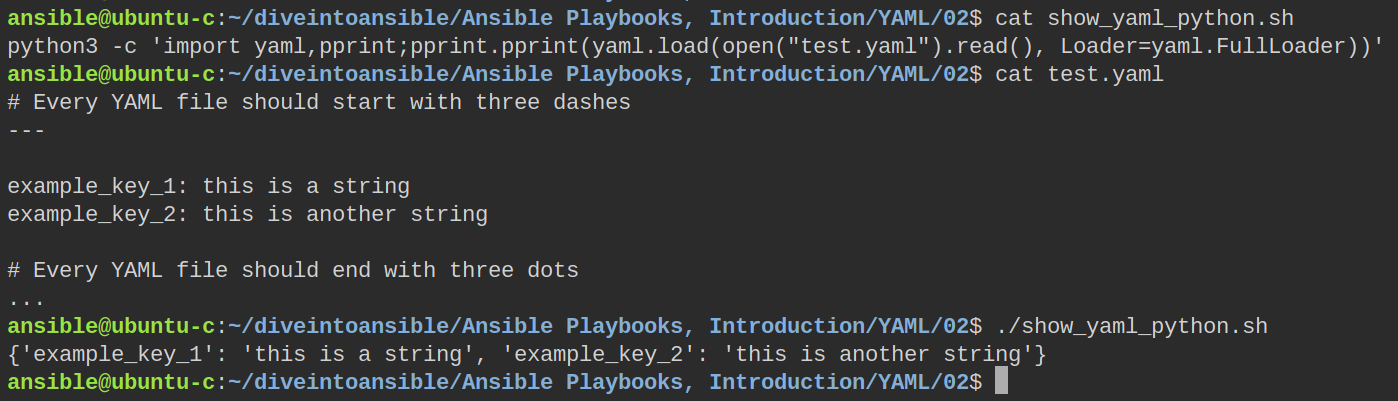 ansible@ubuntu-c:~/diveintoansible/Ansible Playbooks, Introduction/YAML/02$ cat show_yaml_python.sh
python3 -c 'import yaml,pprint;pprint.pprint(yaml.load(open("test.yaml").read(), Loader=yaml.FullLoader))'
ansible@ubuntu-c:~/diveintoansible/Ansible Playbooks, Introduction/YAML/02$ cat test.yaml
# Every YAML file should start with three dashes
---
example_key_1: this is a string
example_key_2: this is another string
# Every YAML file should end with three dots
...
ansible@ubuntu-c:~/diveintoansible/Ansible Playbooks, Introduction/YAML/02$ ./show_yaml_python.sh
{'example_key_1': 'this is a string', 'example_key_2': 'this is another string'}
ansible@ubuntu-c:~/diveintoansible/Ansible Playbooks, Introduction/YAML/02$